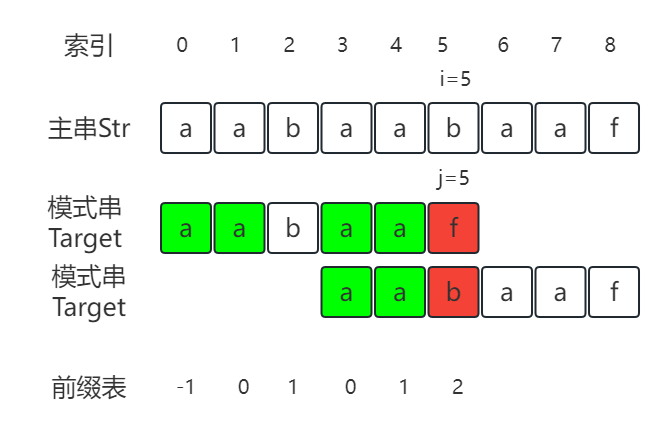 索引 0 1 2 3 4 5 6 7 8
i=5
主串Str a a b a a b a a f
j=5
模式串
Target a a b a a f
模式串
Target a a b a a f
前缀表 -1 0 1 0 1 2